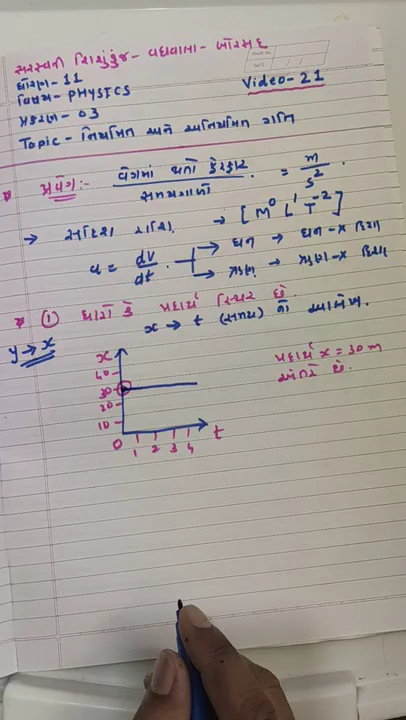 સરસ્વતી શિશુકુંજ - વઘવાલા - બોરસદ
ધોરણ - 11
વિષય - PHYSICS
Video - 21
પ્રકરણ - 03
Topic - નિયમિત અને અનિયમિત ગતિ
પ્રવેગ :- વેગમાં થતો ફેરફાર / સમયગાળો = m/s²
→ સદિશ રાશિ → [M⁰ L¹ T⁻²]
a = dv/dt → ધન → ધન-x દિશા
→ ઋણ → ઋણ-x દિશા
① ધારો કે પદાર્થ સ્થિર છે.
y → x
x → t (સમય) નો આલેખ.
x
40
30
20
10
0
1 2 3 4
t
પદાર્થ x = 30 m
અંતરે છે.